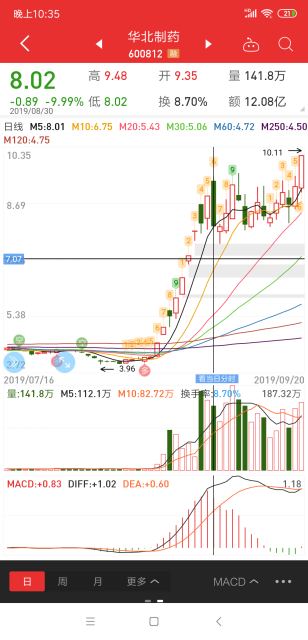 晚上10:35
21
华北制药
600812 融
8.02
高 9.48 开 9.35 量 141.8万
-0.89 -9.99% 低 8.02 换 8.70% 额 12.08亿
2019/08/30
日线 M5:8.01 M10:6.75 M20:5.43 M30:5.06 M60:4.72 M250:4.50
M120:4.75
10.35
10.11
8.69
7.07
5.38
3.96
2019/07/16
看当日分时
2019/09/20
量:141.8万 M5:112.1万 M10:82.72万 换手率:8.70% 187.32万
MACD:+0.83 DIFF:+1.02 DEA:+0.60 1.18
日 周 月 更多 MACD